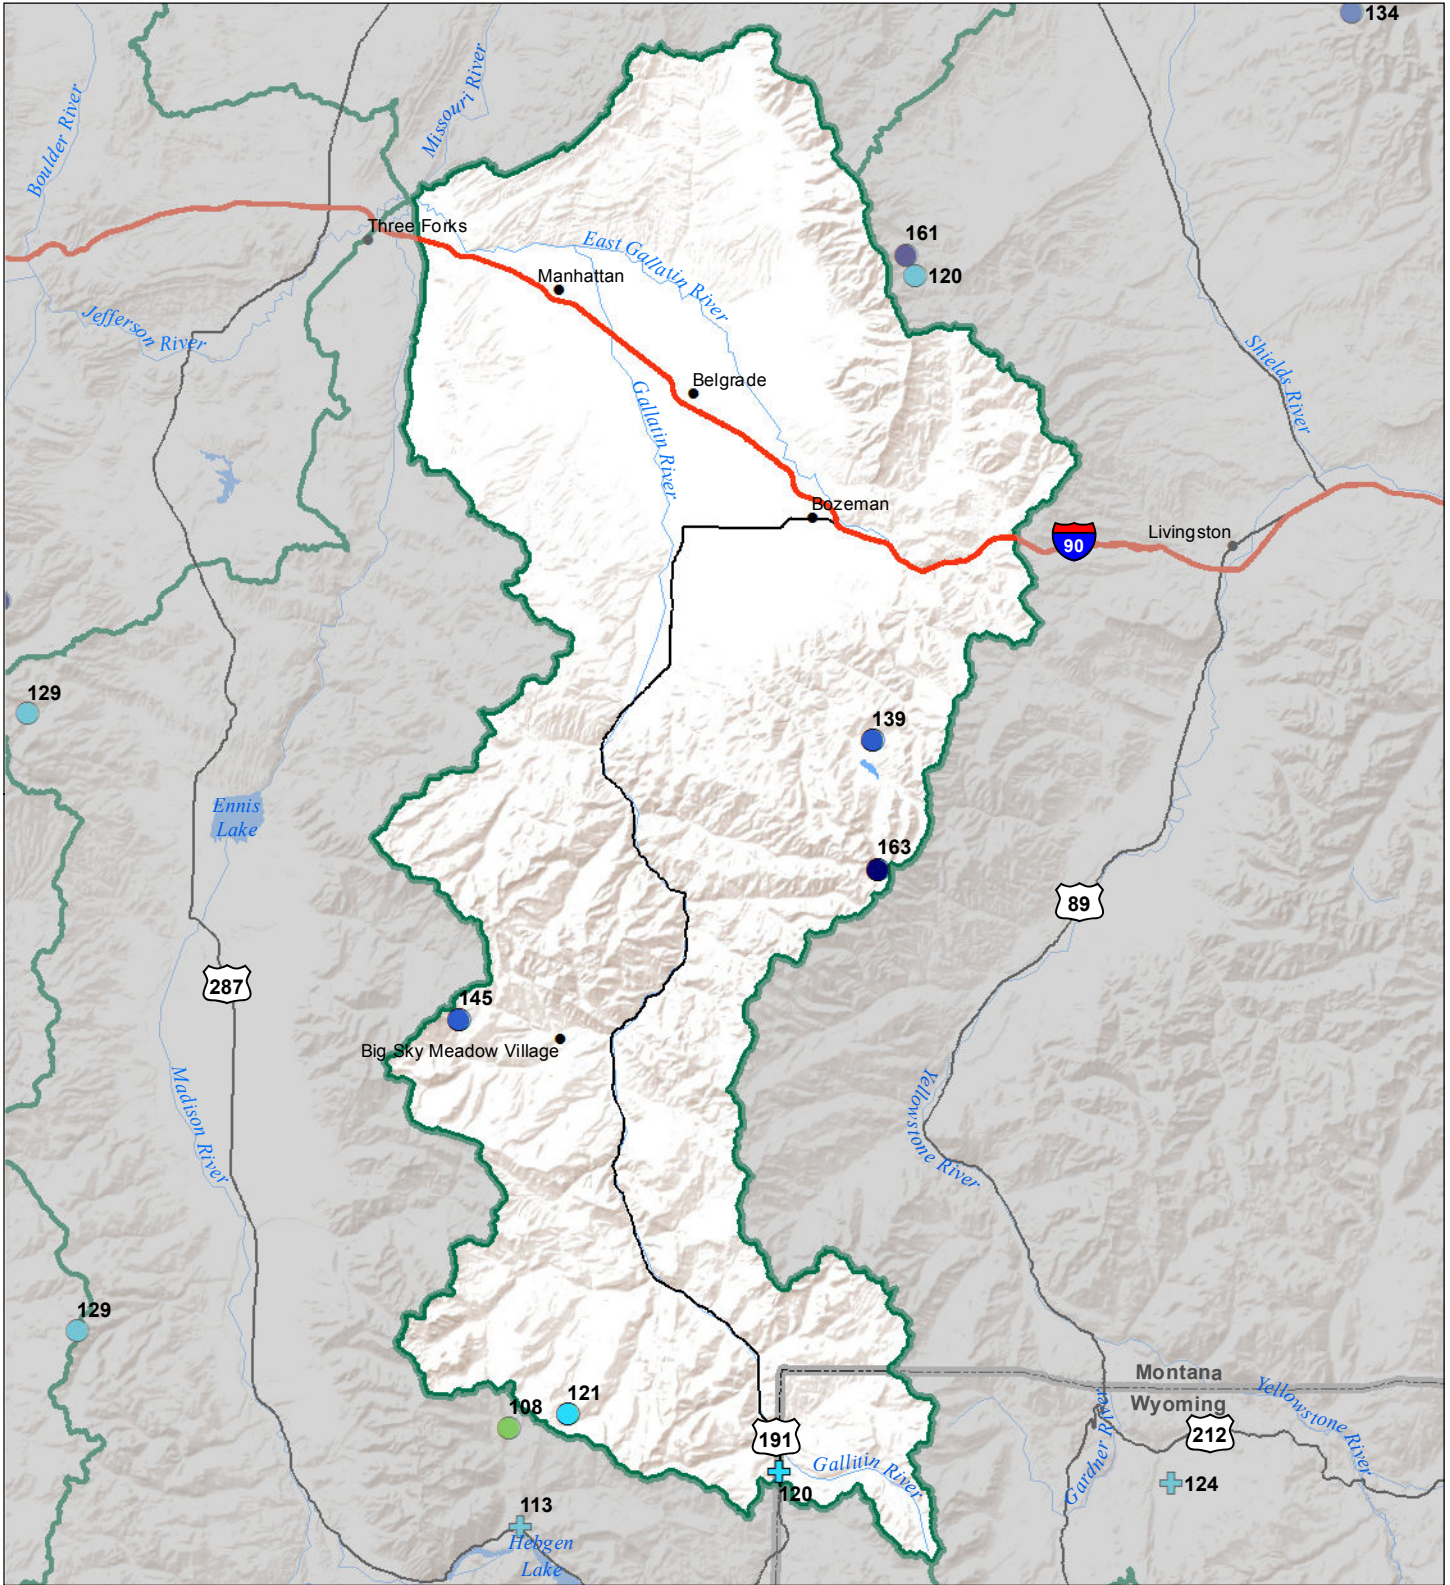 134
Missouri River
Boulder River
Three Forks
161
120
East Gallatin River
Manhattan
Jefferson River
Shields River
Belgrade
Gallatin River
Bozeman
90
Livingston
129
139
Ennis
Lake
163
89
287
145
Big Sky Meadow Village
Madison River
Yellowstone River
129
Montana
Wyoming
Yellowstone River
121
108
191
212
Gardner River
Gallitin River
120
124
113
Hebgen
Lake